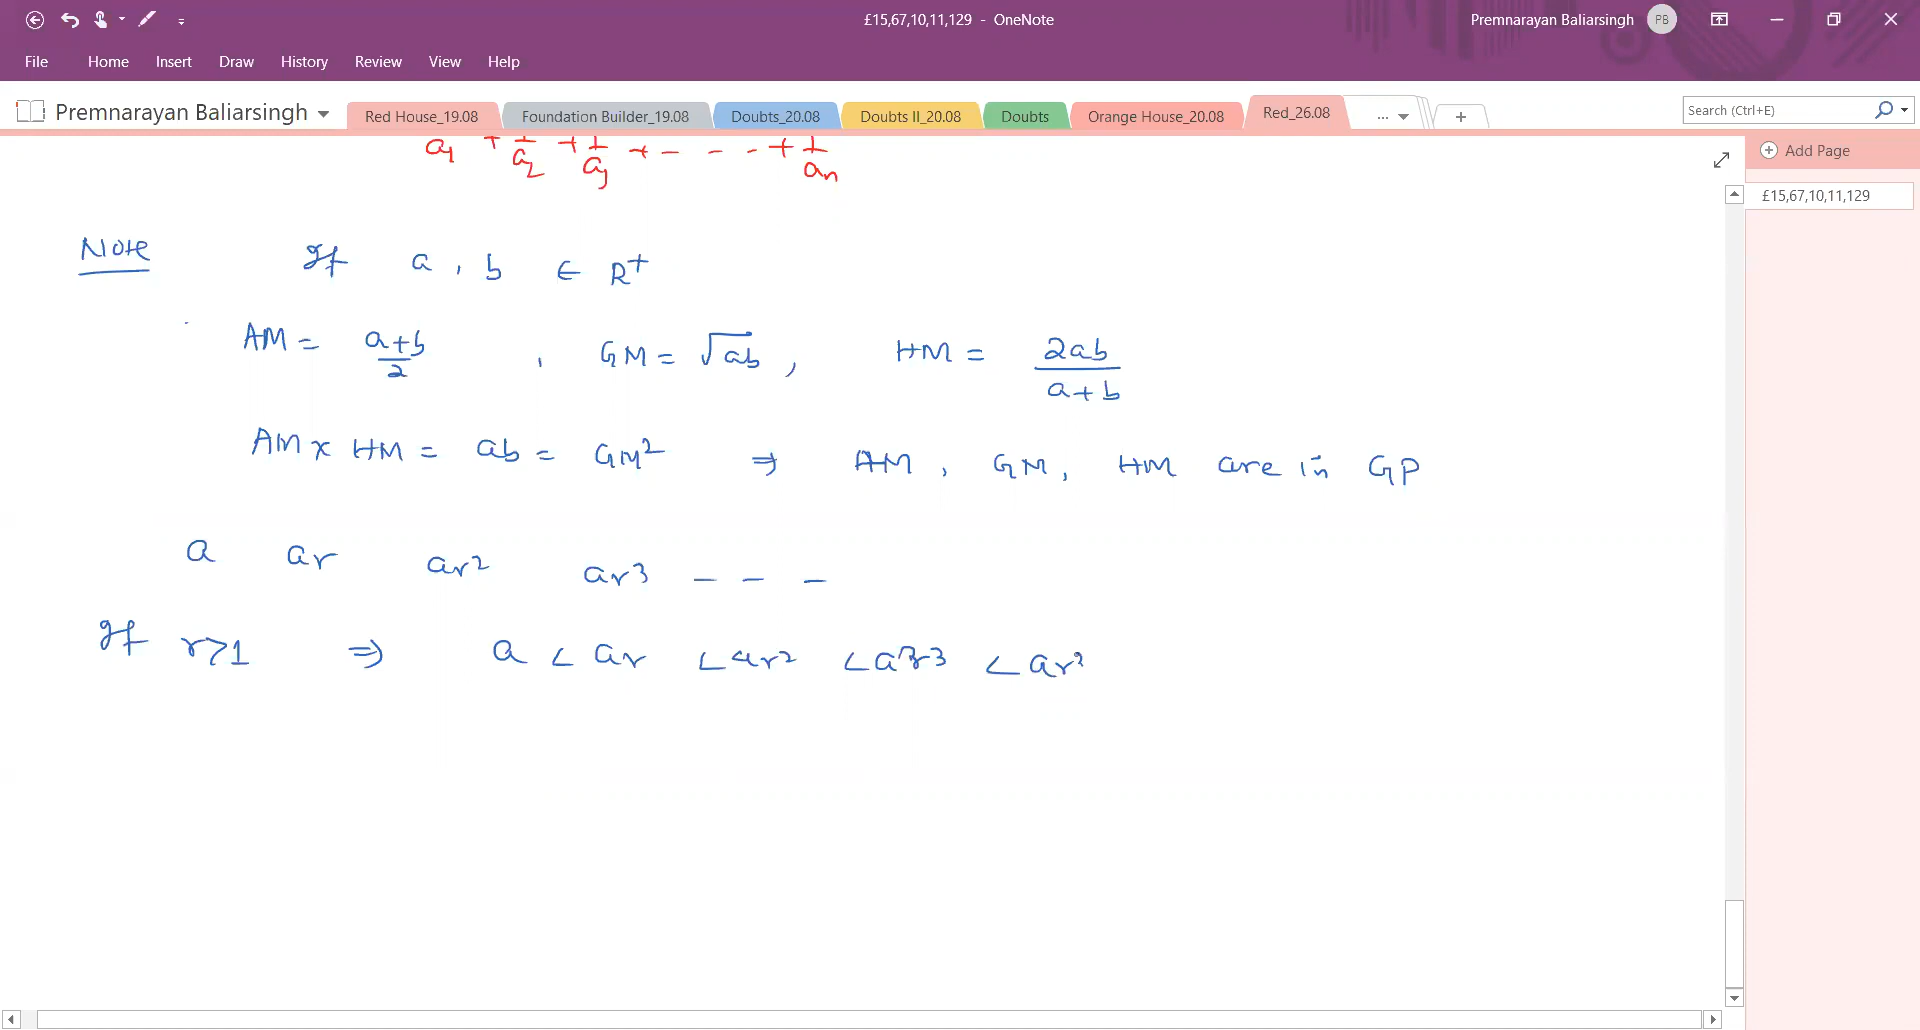 £15,67,10,11,129 - OneNote
Premnarayan Baliarsingh PB
File Home Insert Draw History Review View Help
Premnarayan Baliarsingh
Red House_19.08 Foundation Builder_19.08 Doubts_20.08 Doubts II_20.08 Doubts Orange House_20.08 Red_26.08 ... +
Search (Ctrl+E)
Add Page
£15,67,10,11,129
a1 + 1/a2 + 1/a3 + - - - + 1/an
Note If a , b ∈ R+
AM = a+b/2 , GM = √ab , HM = 2ab/a+b
AM x HM = ab = GM² ⇒ AM , GM , HM are in GP
a ar ar² ar³ - - -
If r>1 ⇒ a < ar < ar² < ar³ < ar³